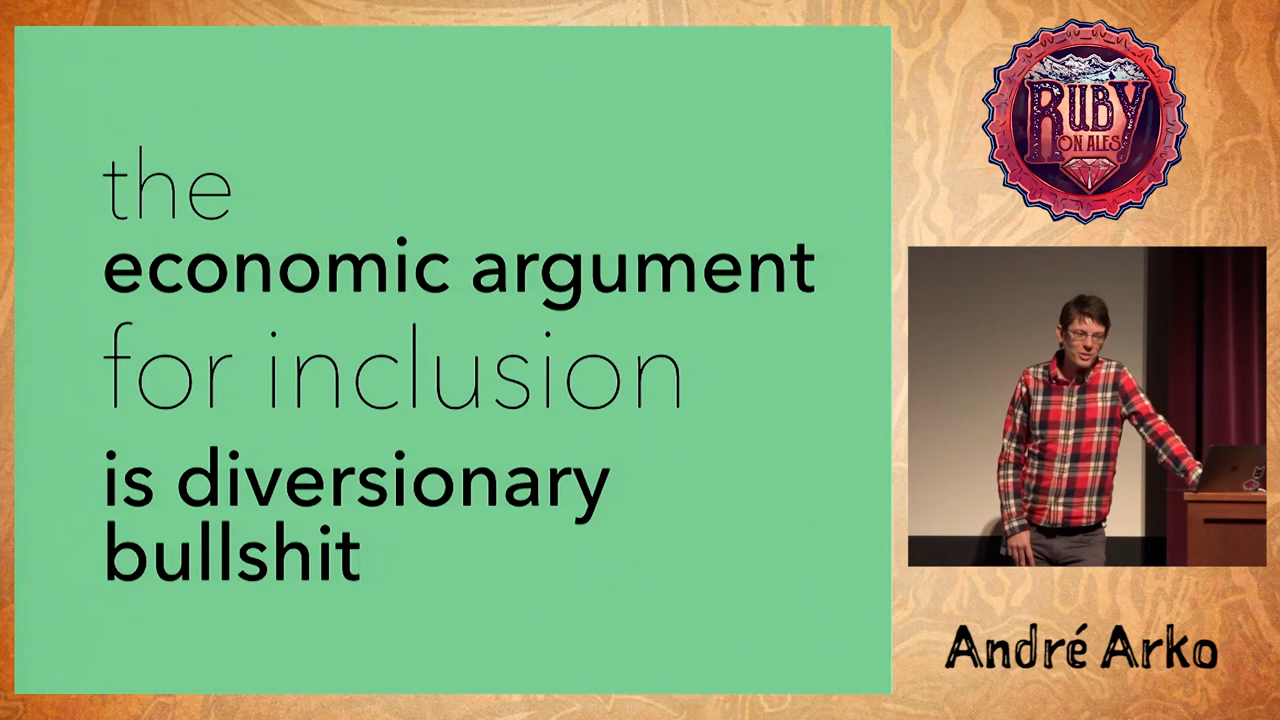 the
economic argument
for inclusion
is diversionary
bullshit
RUBY
ON ALES
André Arko